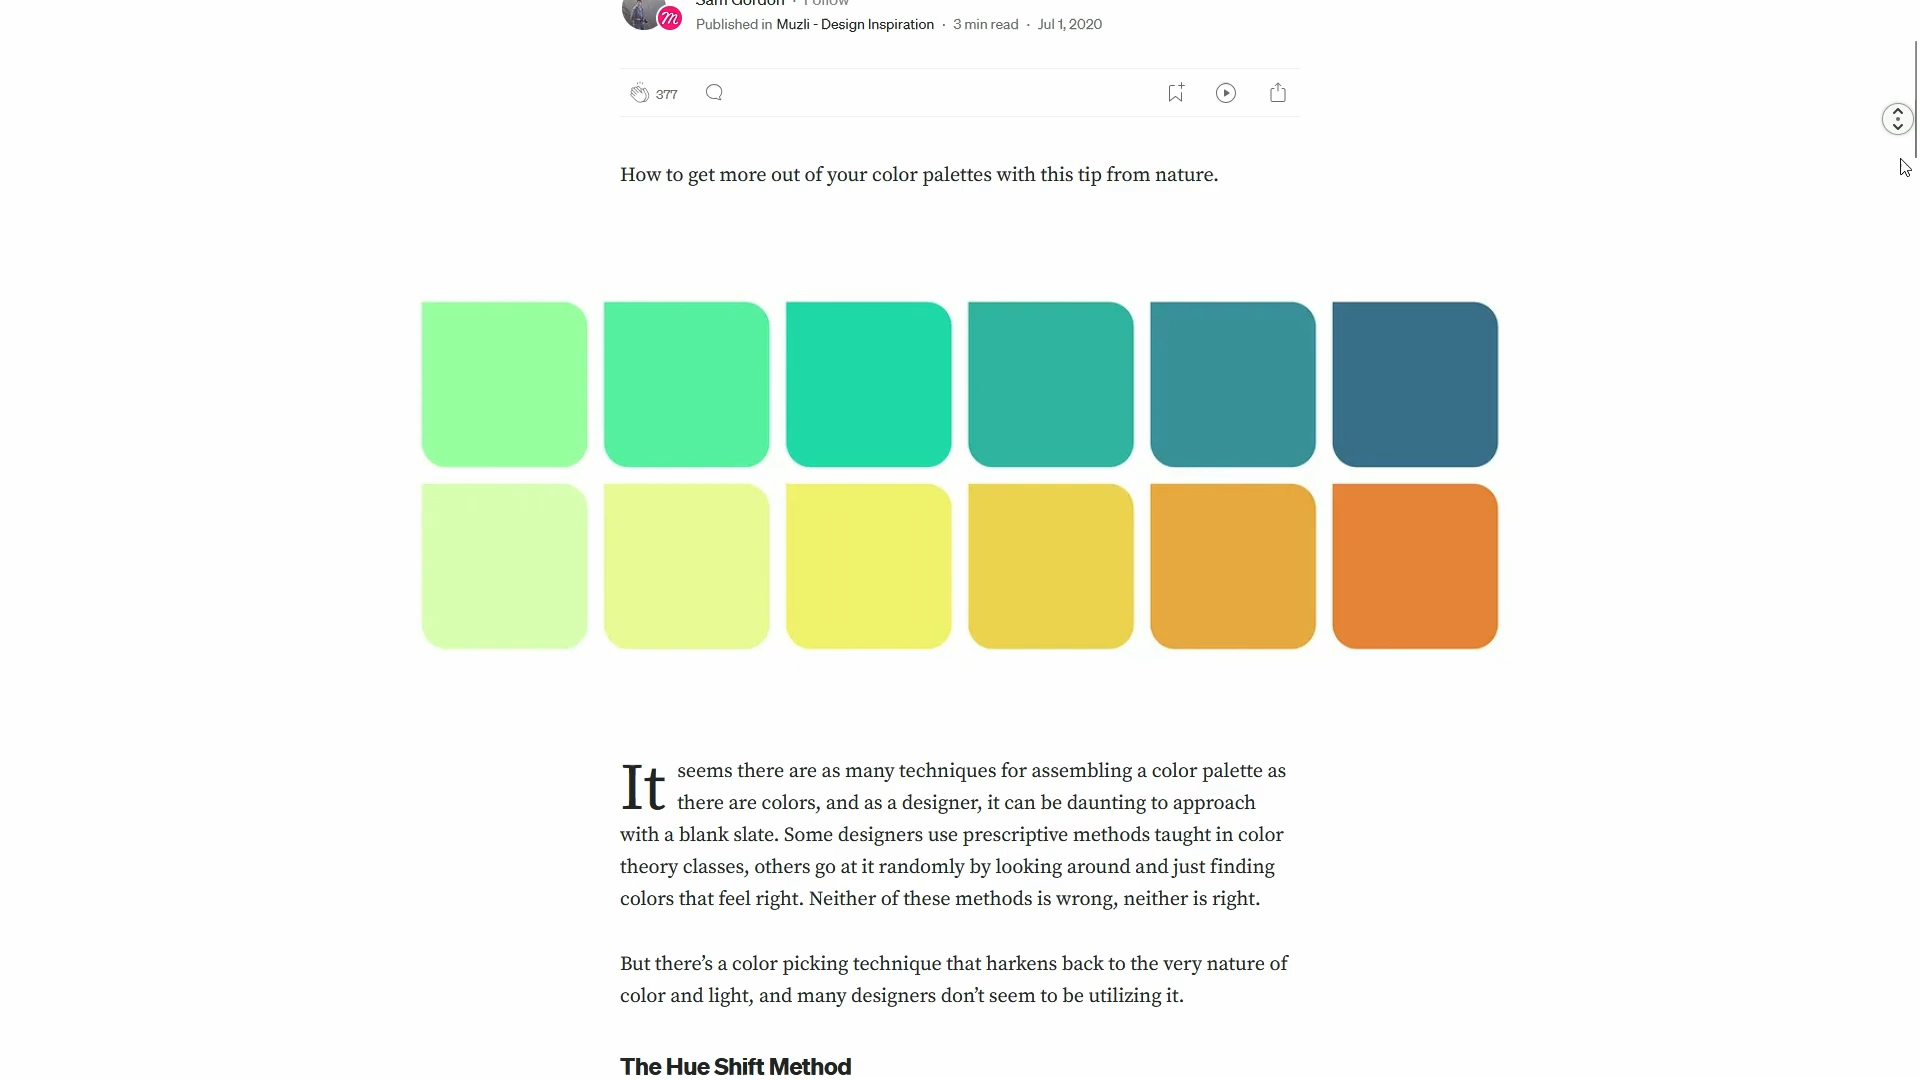 Sam Gordon · Follow
Published in Muzli - Design Inspiration · 3 min read · Jul 1, 2020
377
How to get more out of your color palettes with this tip from nature.
It seems there are as many techniques for assembling a color palette as
there are colors, and as a designer, it can be daunting to approach
with a blank slate. Some designers use prescriptive methods taught in color
theory classes, others go at it randomly by looking around and just finding
colors that feel right. Neither of these methods is wrong, neither is right.
But there’s a color picking technique that harkens back to the very nature of
color and light, and many designers don’t seem to be utilizing it.
The Hue Shift Method